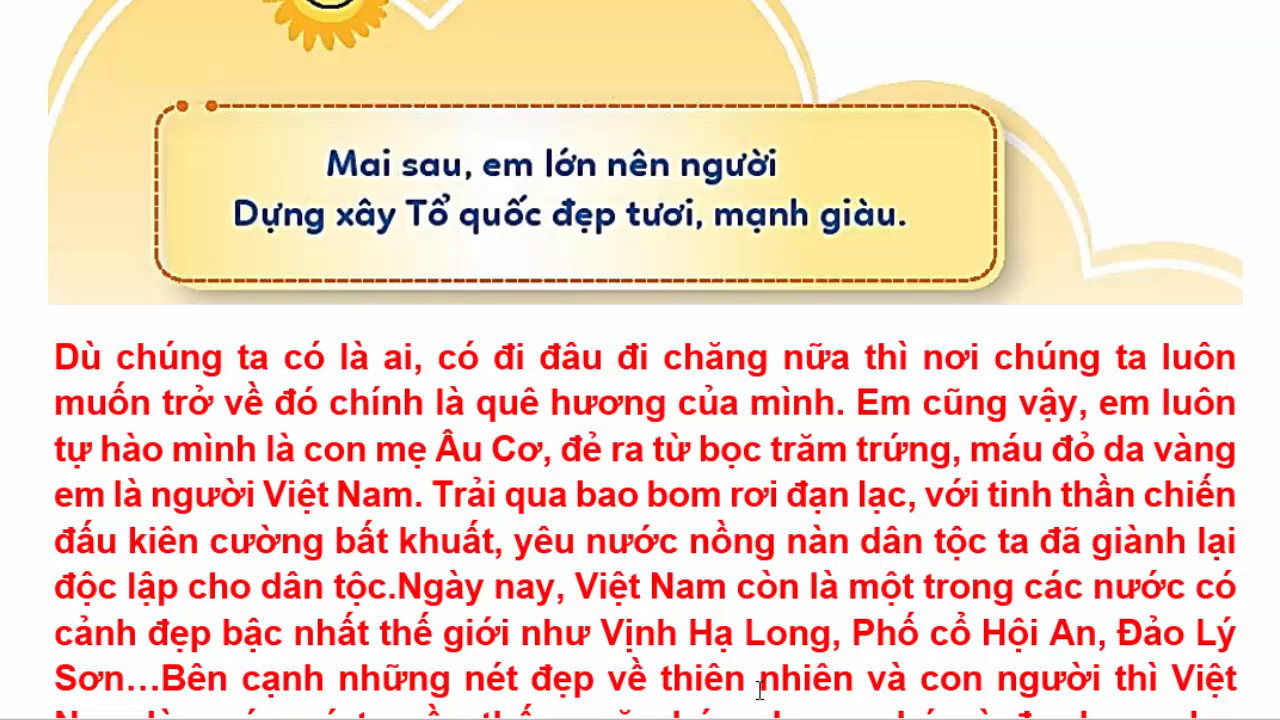 Mai sau, em lớn nên người
Dựng xây Tổ quốc đẹp tươi, mạnh giàu.
Dù chúng ta có là ai, có đi đâu đi chăng nữa thì nơi chúng ta luôn
muốn trở về đó chính là quê hương của mình. Em cũng vậy, em luôn
tự hào mình là con mẹ Âu Cơ, đẻ ra từ bọc trăm trứng, máu đỏ da vàng
em là người Việt Nam. Trải qua bao bom rơi đạn lạc, với tinh thần chiến
đấu kiên cường bất khuất, yêu nước nồng nàn dân tộc ta đã giành lại
độc lập cho dân tộc.Ngày nay, Việt Nam còn là một trong các nước có
cảnh đẹp bậc nhất thế giới như Vịnh Hạ Long, Phố cổ Hội An, Đảo Lý
Sơn…Bên cạnh những nét đẹp về thiên nhiên và con người thì Việt